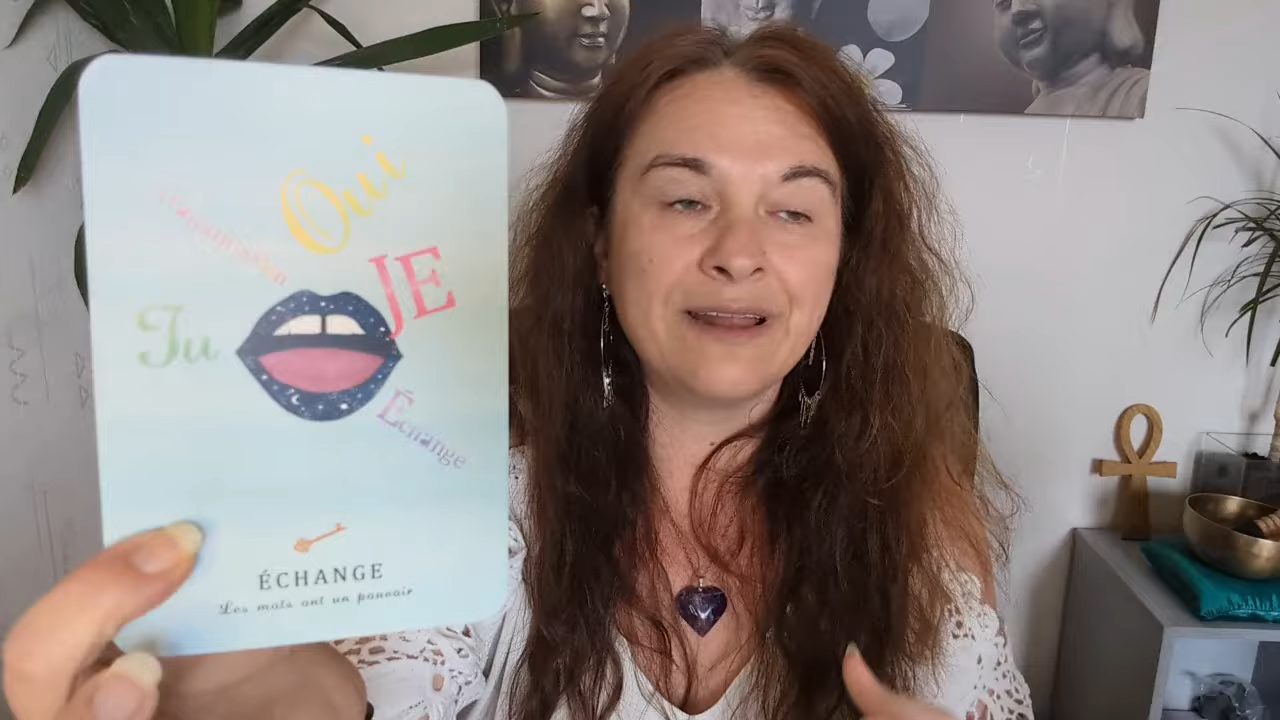 Oui
JE
Tu
Échange
ÉCHANGE
Les mots ont un pouvoir